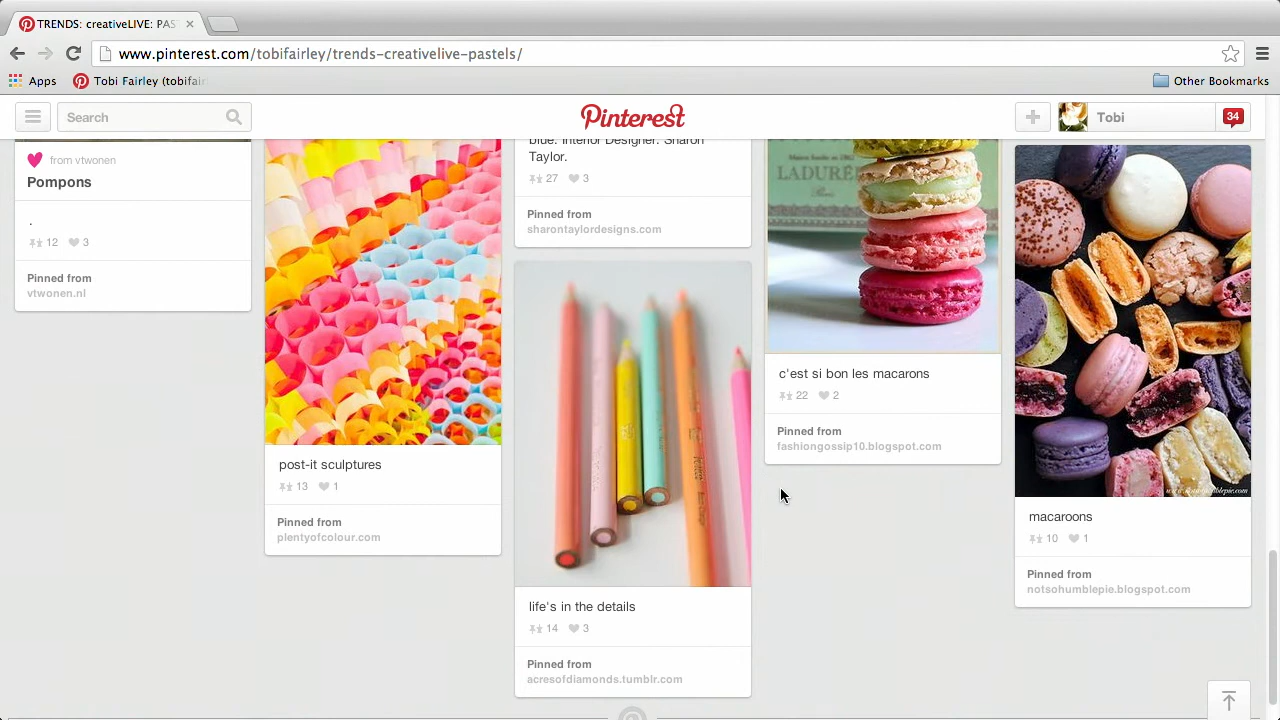 TRENDS: creativeLIVE: PAS
www.pinterest.com/tobifairley/trends-creativelive-pastels/
Apps
Tobi Fairley (tobifair
Other Bookmarks
Search
Pinterest
Tobi
34
from vtwonen
Pompons
.
12 3
Pinned from
vtwonen.nl
post-it sculptures
13 1
Pinned from
plentyofcolour.com
blue. Interior Designer: Sharon
Taylor.
27 3
Pinned from
sharontaylordesigns.com
life's in the details
14 3
Pinned from
acresofdiamonds.tumblr.com
LADURÉE
Paris
c'est si bon les macarons
22 2
Pinned from
fashiongossip10.blogspot.com
macaroons
10 1
Pinned from
notsohumblepie.blogspot.com